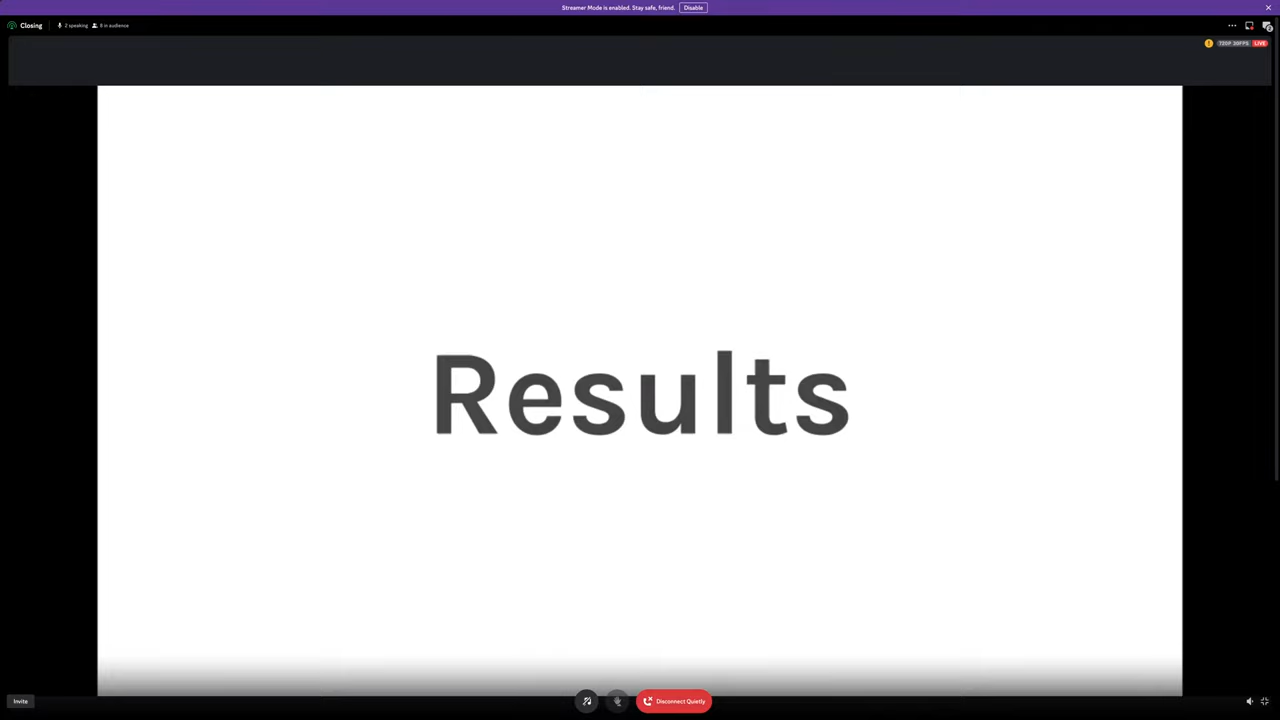 Streamer Mode is enabled. Stay safe, friend. Disable
Closing 2 speaking 8 in audience
720P 30FPS LIVE
Results
Invite Disconnect Quietly